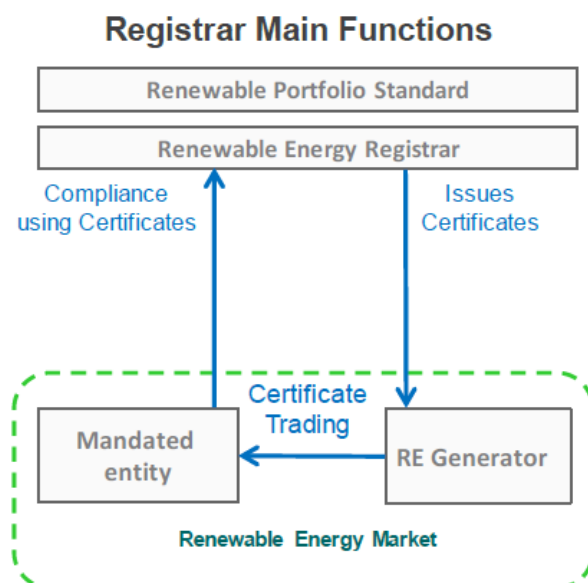 Registrar Main Functions
Renewable Portfolio Standard
Renewable Energy Registrar
Compliance
using Certificates
Issues
Certificates
Certificate
Trading
Mandated
entity
RE Generator
Renewable Energy Market